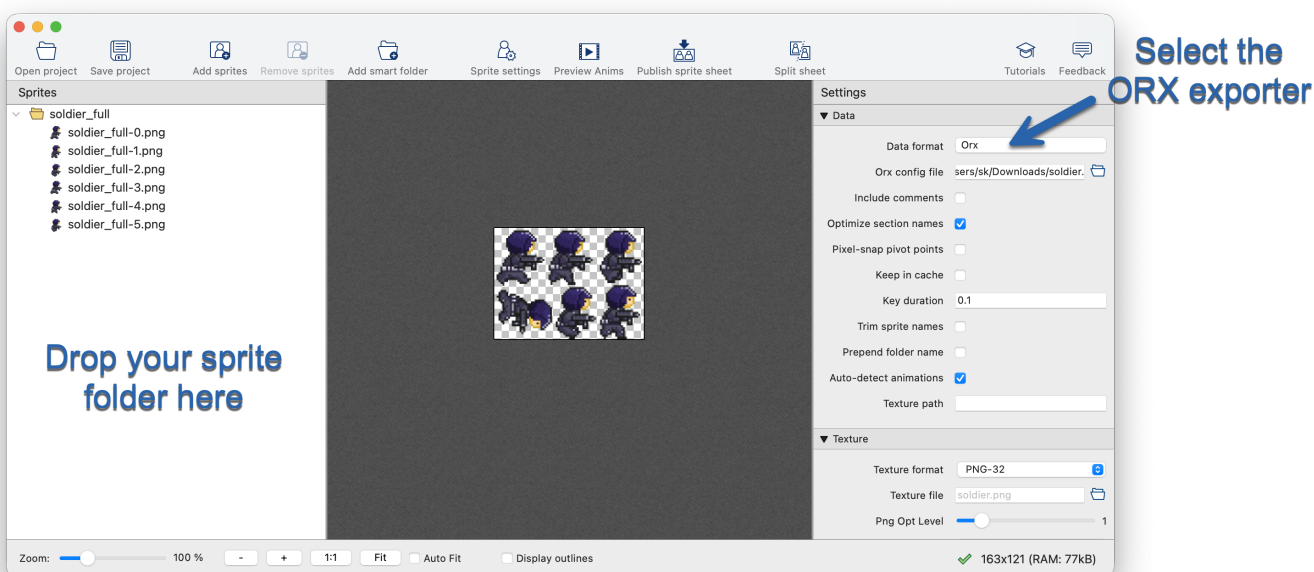 Open project
Save project
Add sprites
Remove sprites
Add smart folder
Sprite settings
Preview Anims
Publish sprite sheet
Split sheet
Tutorials
Feedback
Select the
ORX exporter
Sprites
soldier_full
soldier_full-0.png
soldier_full-1.png
soldier_full-2.png
soldier_full-3.png
soldier_full-4.png
soldier_full-5.png
Drop your sprite
folder here
Settings
Data
Data format Orx
Orx config file sers/sk/Downloads/soldier.
Include comments
Optimize section names
Pixel-snap pivot points
Keep in cache
Key duration 0.1
Trim sprite names
Prepend folder name
Auto-detect animations
Texture path
Texture
Texture format PNG-32
Texture file soldier.png
Png Opt Level 1
Zoom: 100 % - + 1:1 Fit Auto Fit Display outlines 163x121 (RAM: 77kB)